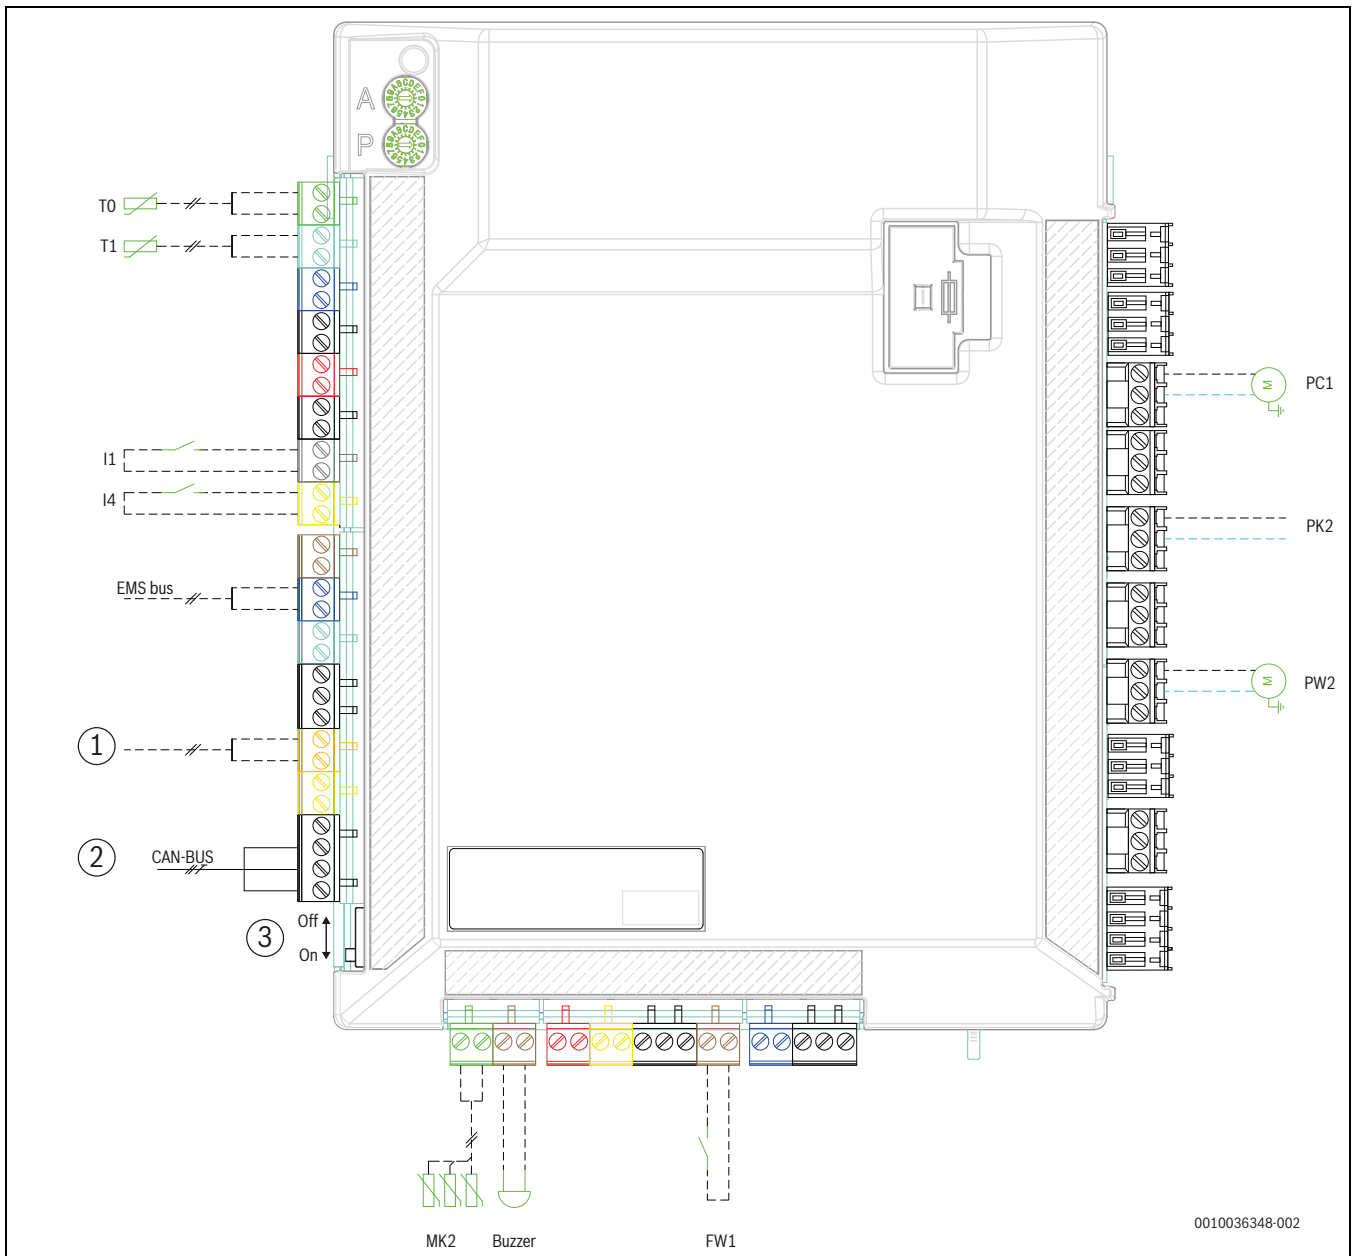 A
P
T0
T1
I1
I4
EMS bus
1
2
CAN-BUS
3
Off
On
PC1
M
PK2
PW2
M
MK2
Buzzer
FW1
0010036348-002